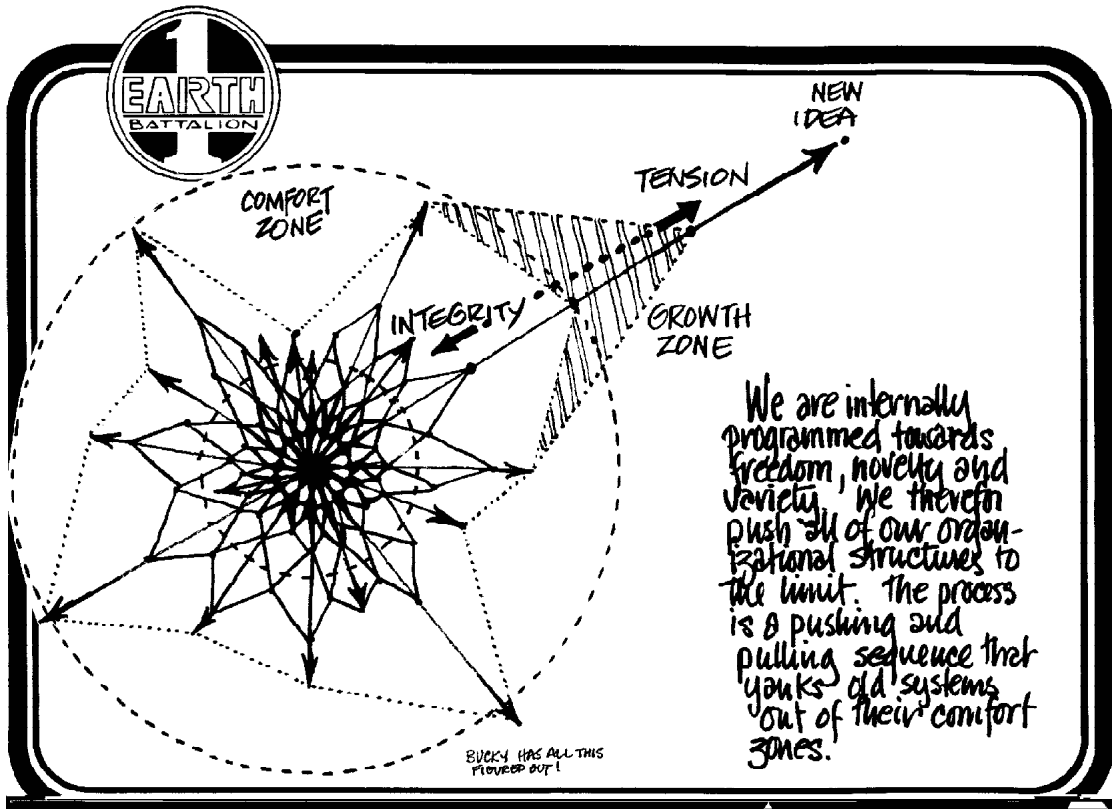 1
EARTH
BATTALION
NEW
IDEA
TENSION
COMFORT
ZONE
INTEGRITY
GROWTH
ZONE
We are internally
programmed towards
freedom, novelty and
variety. We therefor
push all of our organ-
izational structures to
the limit. The process
is a pushing and
pulling sequence that
yanks old systems
out of their comfort
zones.
BUCKY HAS ALL THIS
FIGURED OUT!